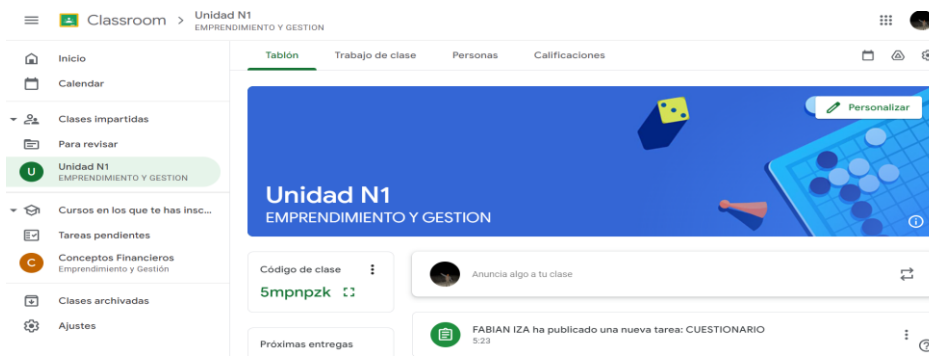 Classroom > Unidad N1
EMPRENDIMIENTO Y GESTION
Inicio
Calendar
Clases impartidas
Para revisar
U Unidad N1
EMPRENDIMIENTO Y GESTION
Cursos en los que te has insc...
Tareas pendientes
C Conceptos Financieros
Emprendimiento y Gestión
Clases archivadas
Ajustes
Tablón Trabajo de clase Personas Calificaciones
Personalizar
Unidad N1
EMPRENDIMIENTO Y GESTION
Código de clase
5mpnpzk
Próximas entregas
Anuncia algo a tu clase
FABIAN IZA ha publicado una nueva tarea: CUESTIONARIO
5:23